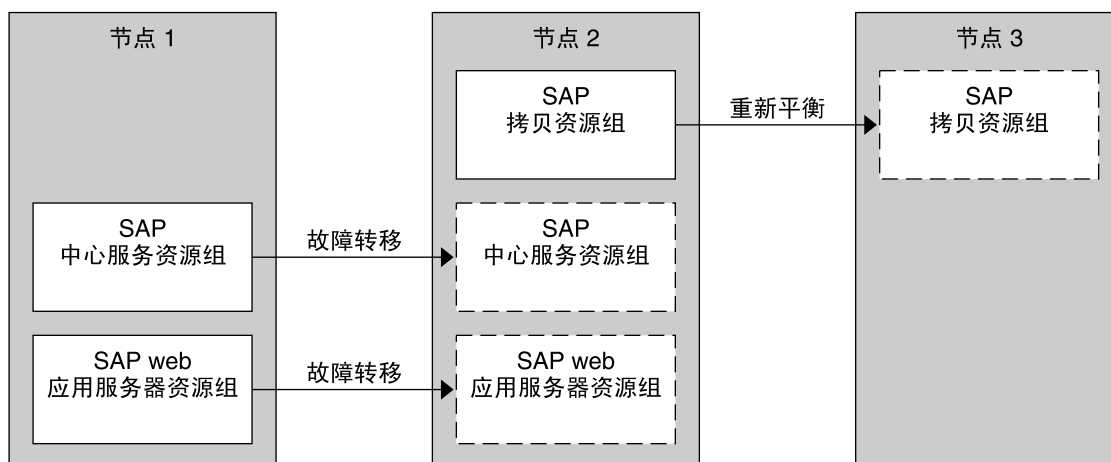 节点 1
节点 2
节点 3
SAP
拷贝资源组
重新平衡
SAP
拷贝资源组
SAP
中心服务资源组
故障转移
SAP
中心服务资源组
SAP web
应用服务器资源组
故障转移
SAP web
应用服务器资源组